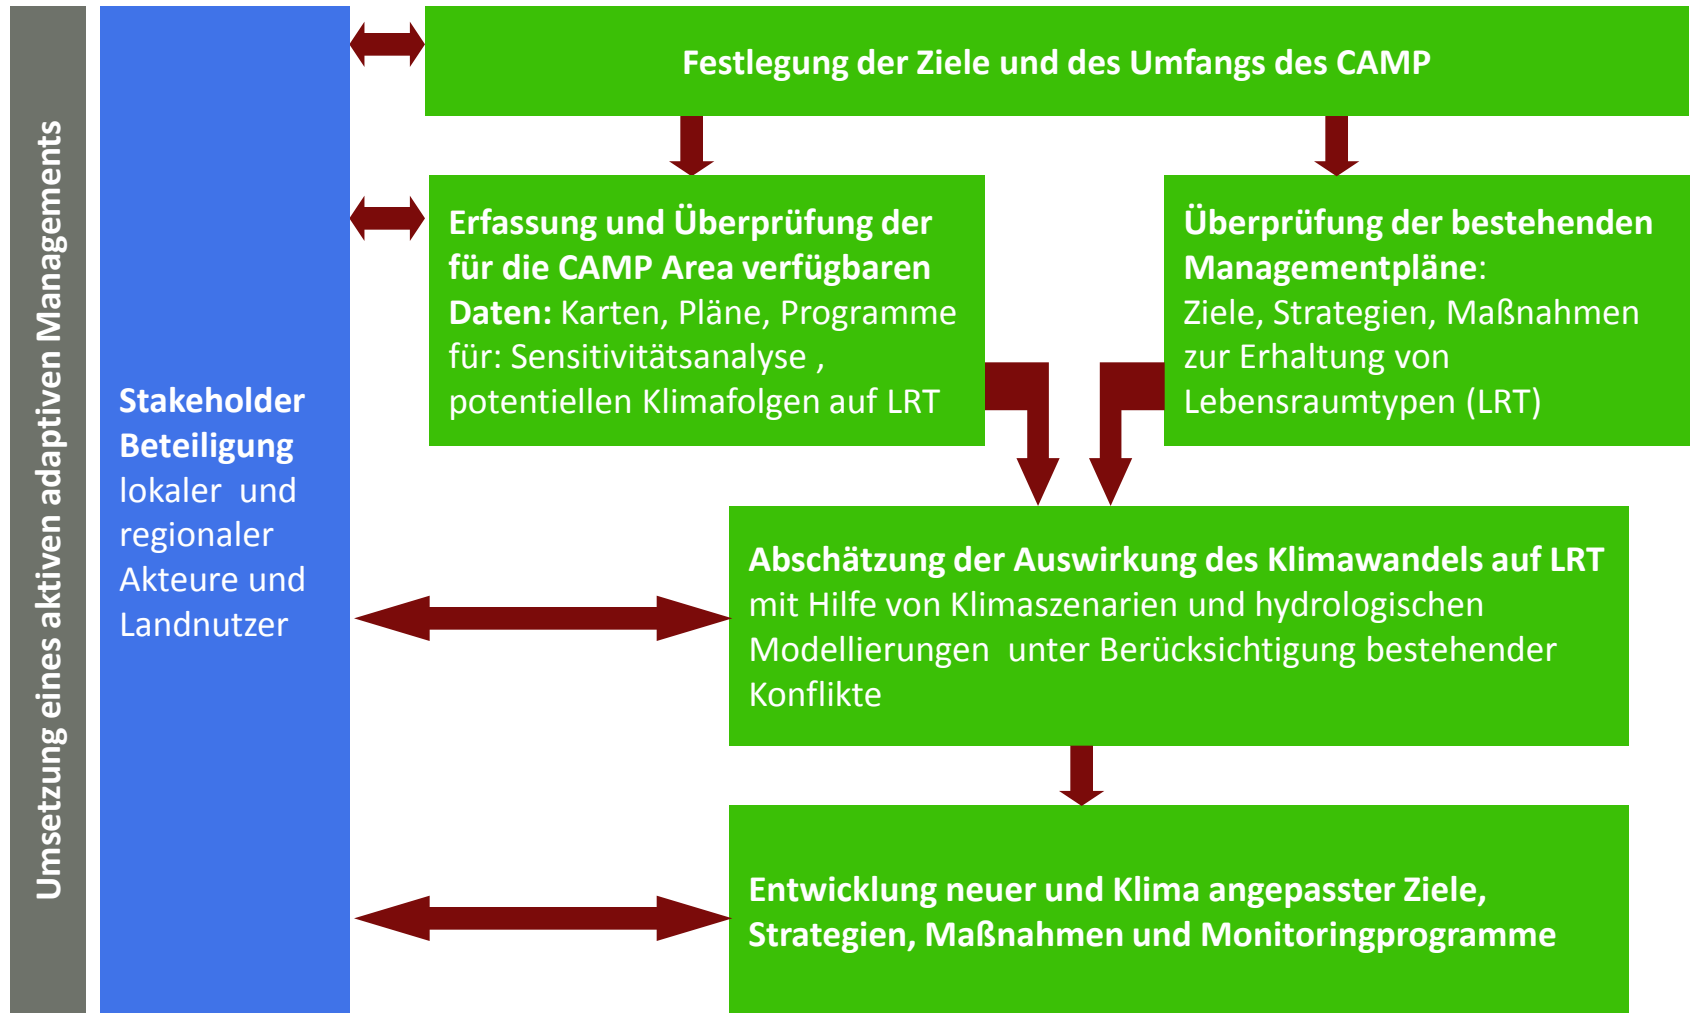 Umsetzung eines aktiven adaptiven Managements
Stakeholder
Beteiligung
lokaler und
regionaler
Akteure und
Landnutzer
Festlegung der Ziele und des Umfangs des CAMP
Erfassung und Überprüfung der
für die CAMP Area verfügbaren
Daten: Karten, Pläne, Programme
für: Sensitivitätsanalyse ,
potentiellen Klimafolgen auf LRT
Überprüfung der bestehenden
Managementpläne:
Ziele, Strategien, Maßnahmen
zur Erhaltung von
Lebensraumtypen (LRT)
Abschätzung der Auswirkung des Klimawandels auf LRT
mit Hilfe von Klimaszenarien und hydrologischen
Modellierungen unter Berücksichtigung bestehender
Konflikte
Entwicklung neuer und Klima angepasster Ziele,
Strategien, Maßnahmen und Monitoringprogramme